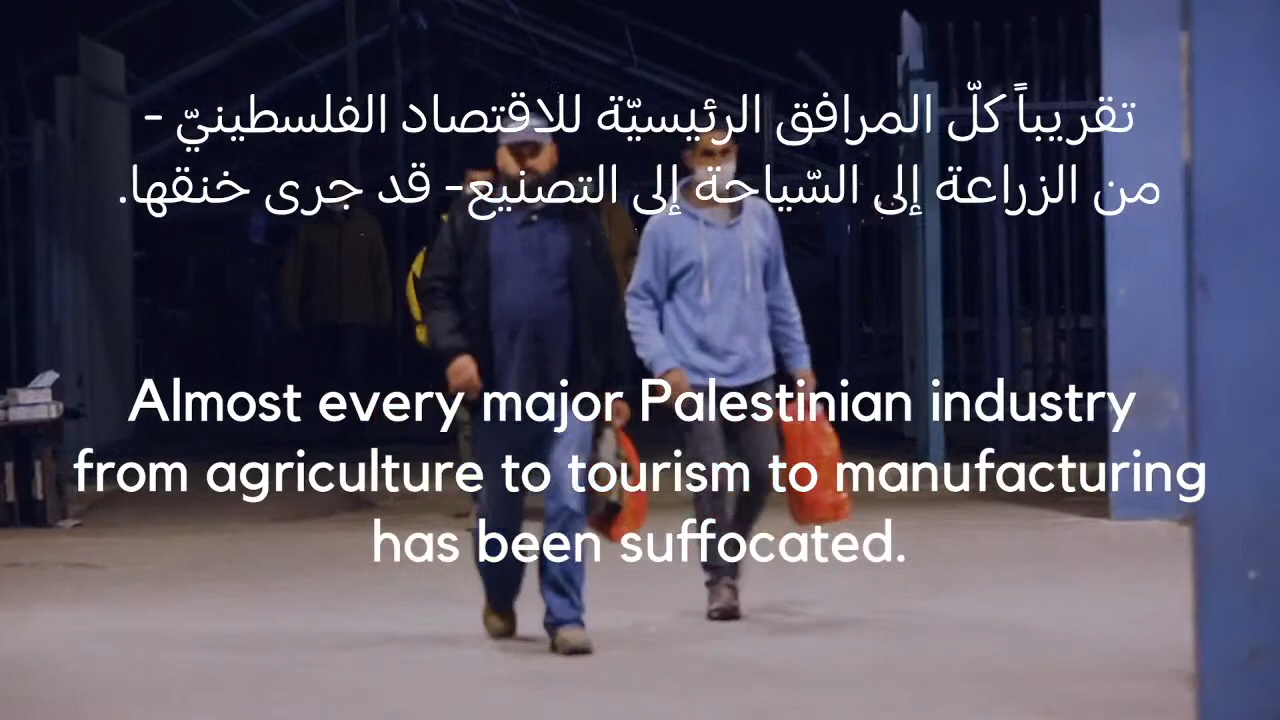 تقريباً كلّ المرافق الرئيسيّة للاقتصاد الفلسطينيّ -
من الزراعة إلى السّياحة إلى التصنيع- قد جرى خنقها.
Almost every major Palestinian industry
from agriculture to tourism to manufacturing
has been suffocated.